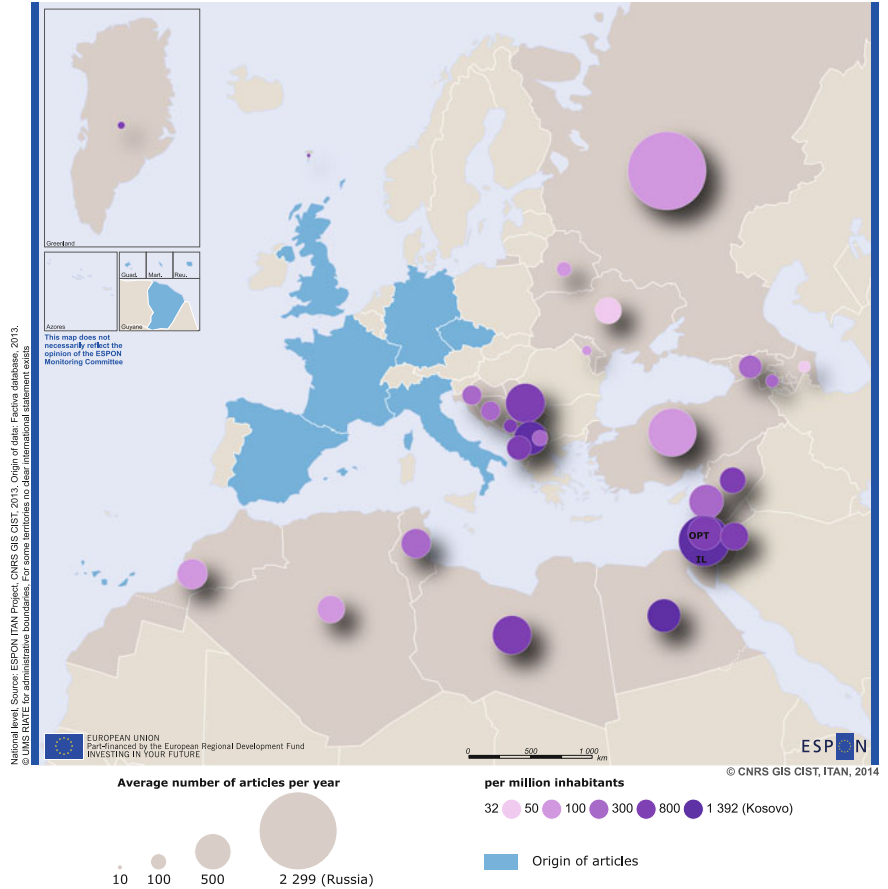 Greenland
Azores
Guad.
Mart.
Reu.
Guyane
This map does not
necessarily reflect the
opinion of the ESPON
Monitoring Committee
National level, Source: ESPON ITAN Project, CNRS GIS CIST, 2013. Origin of data: Factiva database, 2013.
© UMS RIATE for administrative boundaries, For some territories no clear international statement exists
OPT
IL
EUROPEAN UNION
Part-financed by the European Regional Development Fund
INVESTING IN YOUR FUTURE
0 500 1 000
km
ESPON
© CNRS GIS CIST, ITAN, 2014
Average number of articles per year
10 100 500 2 299 (Russia)
per million inhabitants
32 50 100 300 800 1 392 (Kosovo)
Origin of articles